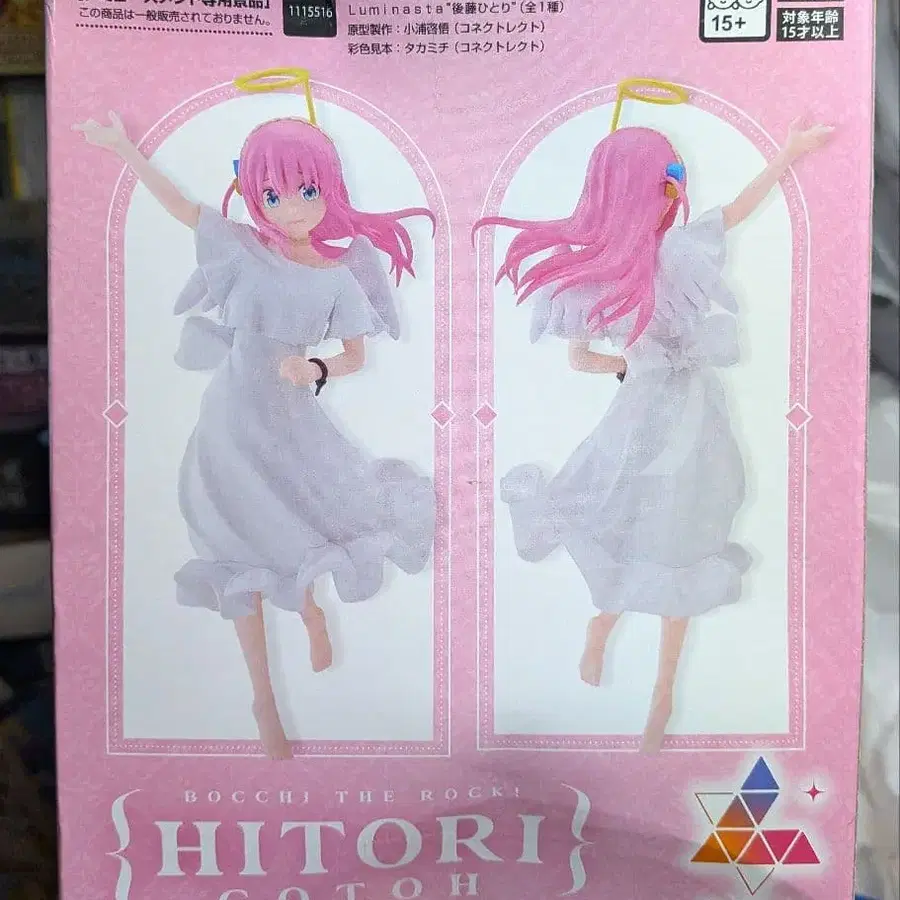 この商品は一般販売されておりません。
1115516
Luminasta"後藤ひとり"(全1種)
原型製作：小浦啓悟 (コネクトレクト)
彩色見本：タカミチ (コネクトレクト)
15+
対象年齢
15才以上
BOCCHI THE ROCK!
HITORI
GOTOH